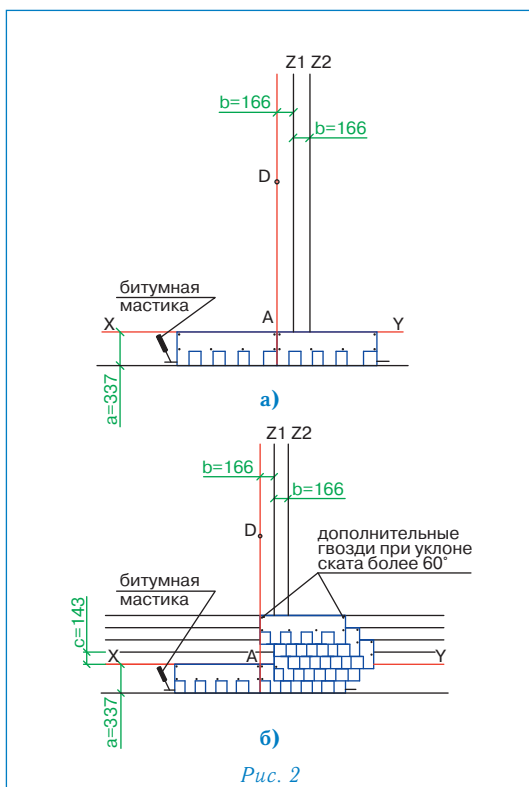 Z1 Z2
b=166
b=166
D
битумная
мастика
X
A
Y
a=337
а)
Z1 Z2
b=166
b=166
D
дополнительные
гвозди при уклоне
ската более 60°
битумная
мастика
c=143
X
A
Y
a=337
б)
Рис. 2